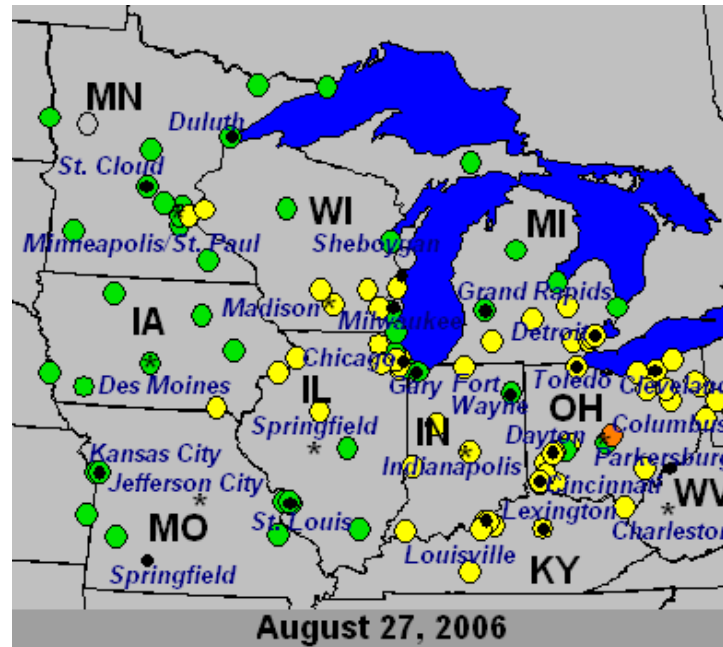 MN
Duluth
St. Cloud
WI
MI
Minneapolis/St. Paul
Sheboygan
Grand Rapids
Madison
Milwaukee
Detroit
IA
Chicago
Des Moines
Gary
Fort Wayne
Toledo
Cleveland
IL
OH
Springfield
IN
Columbus
Dayton
Kansas City
Indianapolis
Parkersburg
Jefferson City
Cincinnati
WV
MO
St. Louis
Lexington
Charleston
Louisville
Springfield
KY
August 27, 2006